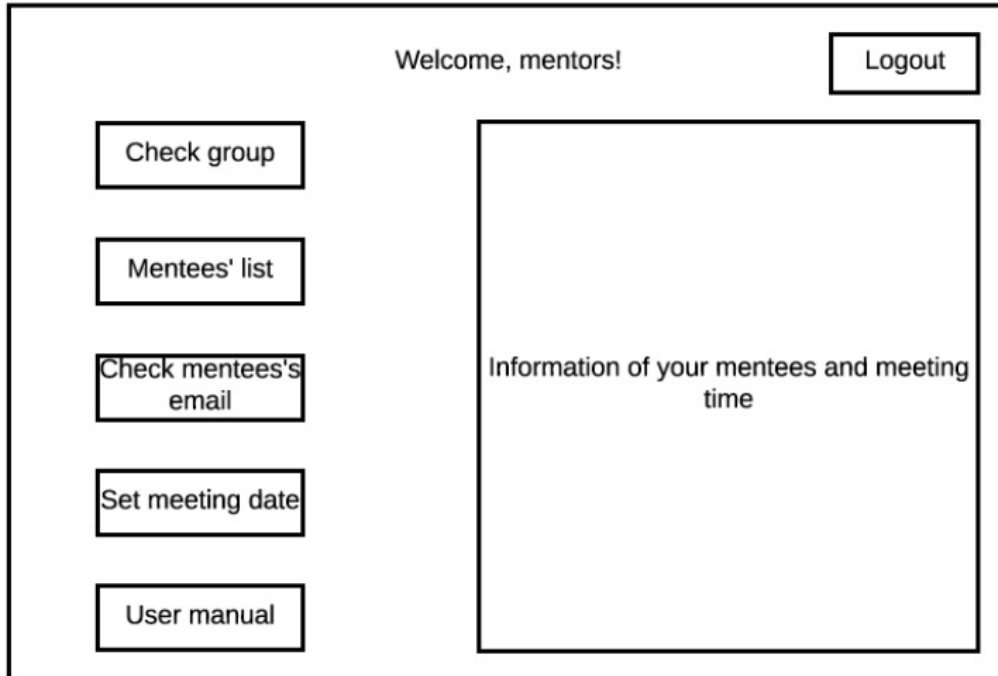 Welcome, mentors!
Logout
Check group
Mentees' list
Check mentees's
email
Set meeting date
User manual
Information of your mentees and meeting
time